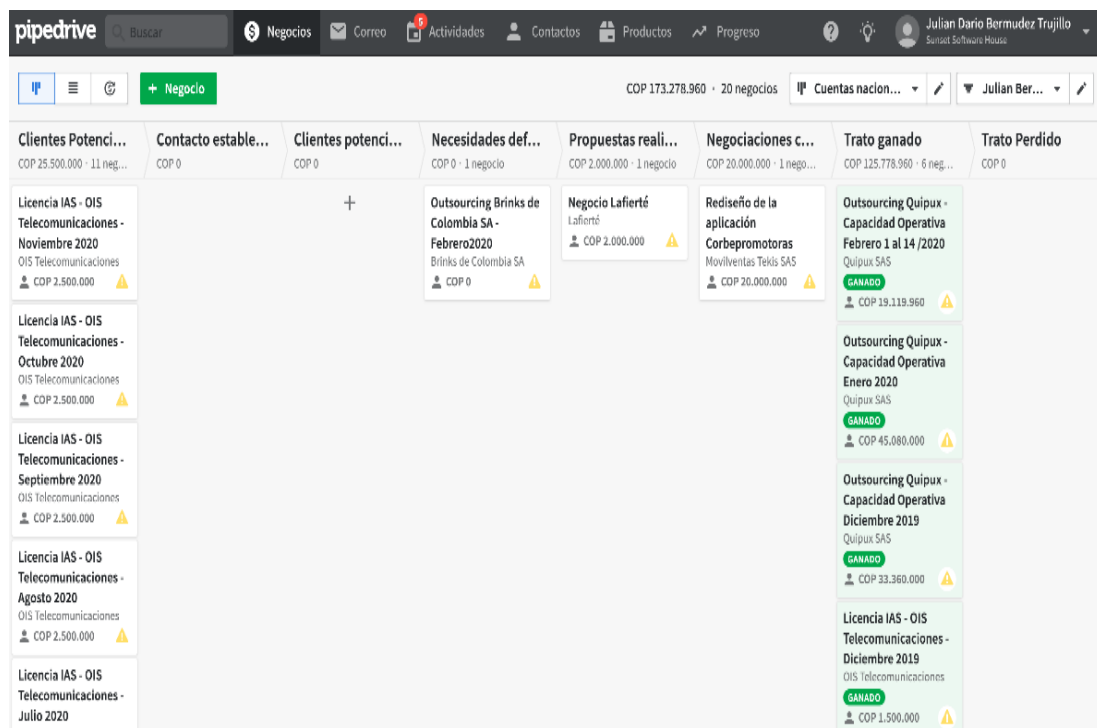 pipedrive
Buscar
Negocios
Correo
5
Actividades
Contactos
Productos
Progreso
?
Julian Dario Bermudez Trujillo
Sunset Software House
+ Negocio
COP 173.278.960 · 20 negocios
Cuentas nacion...
Julian Ber...
Clientes Potenci...
COP 25.500.000 · 11 neg...
Contacto estable...
COP 0
Clientes potenci...
COP 0
Necesidades def...
COP 0 · 1 negocio
Propuestas reali...
COP 2.000.000 · 1 negocio
Negociaciones c...
COP 20.000.000 · 1 nego...
Trato ganado
COP 125.778.960 · 6 neg...
Trato Perdido
COP 0
Licencia IAS - OIS
Telecomunicaciones -
Noviembre 2020
OIS Telecomunicaciones
COP 2.500.000
Licencia IAS - OIS
Telecomunicaciones -
Octubre 2020
OIS Telecomunicaciones
COP 2.500.000
Licencia IAS - OIS
Telecomunicaciones -
Septiembre 2020
OIS Telecomunicaciones
COP 2.500.000
Licencia IAS - OIS
Telecomunicaciones -
Agosto 2020
OIS Telecomunicaciones
COP 2.500.000
Licencia IAS - OIS
Telecomunicaciones -
Julio 2020
+
Outsourcing Brinks de
Colombia SA -
Febrero2020
Brinks de Colombia SA
COP 0
Negocio Lafierté
Lafierté
COP 2.000.000
Rediseño de la
aplicación
Corbepromotoras
Movilventas Tekis SAS
COP 20.000.000
Outsourcing Quipux -
Capacidad Operativa
Febrero 1 al 14 /2020
Quipux SAS
GANADO
COP 19.119.960
Outsourcing Quipux -
Capacidad Operativa
Enero 2020
Quipux SAS
GANADO
COP 45.080.000
Outsourcing Quipux -
Capacidad Operativa
Diciembre 2019
Quipux SAS
GANADO
COP 33.360.000
Licencia IAS - OIS
Telecomunicaciones -
Diciembre 2019
OIS Telecomunicaciones
GANADO
COP 1.500.000